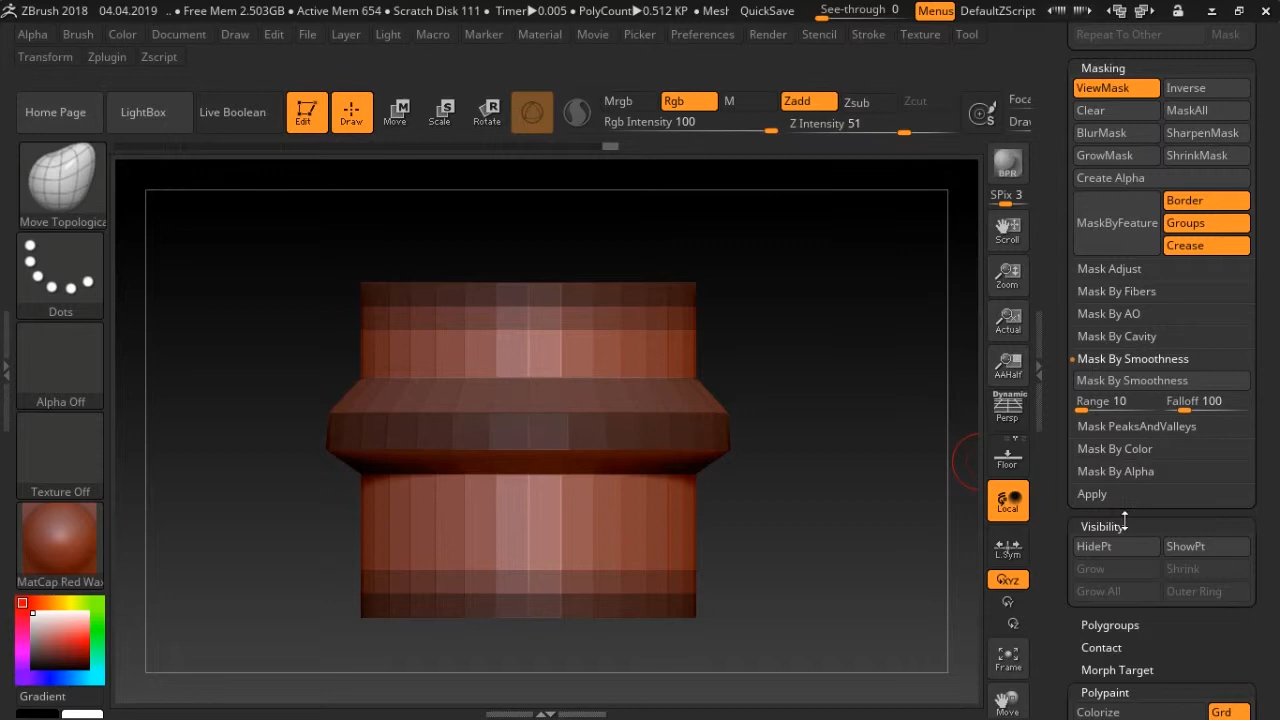 ZBrush 2018 04.04.2019 .. • Free Mem 2.503GB • Active Mem 654 • Scratch Disk 111 • Timer▶0.005 • PolyCount▶0.512 KP • Mesh QuickSave See-through 0 Menus DefaultZScript
Alpha Brush Color Document Draw Edit File Layer Light Macro Marker Material Movie Picker Preferences Render Stencil Stroke Texture Tool
Transform Zplugin Zscript
Home Page LightBox Live Boolean Edit Draw Move Scale Rotate Mrgb Rgb M Zadd Zsub Zcut Foca
Rgb Intensity 100 Z Intensity 51 Draw
Move Topologica
Dots
Alpha Off
Texture Off
MatCap Red Wax
Gradient
BPR
SPix 3
Scroll
Zoom
Actual
AAHalf
Dynamic
Persp
Floor
Local
L.Sym
XYZ
Y
Z
Frame
Move
Repeat To Other Mask
Masking
ViewMask Inverse
Clear MaskAll
BlurMask SharpenMask
GrowMask ShrinkMask
Create Alpha
MaskByFeature Border
Groups
Crease
Mask Adjust
Mask By Fibers
Mask By AO
Mask By Cavity
Mask By Smoothness
Mask By Smoothness
Range 10 Falloff 100
Mask PeaksAndValleys
Mask By Color
Mask By Alpha
Apply
Visibility
HidePt ShowPt
Grow Shrink
Grow All Outer Ring
Polygroups
Contact
Morph Target
Polypaint
Colorize Grd